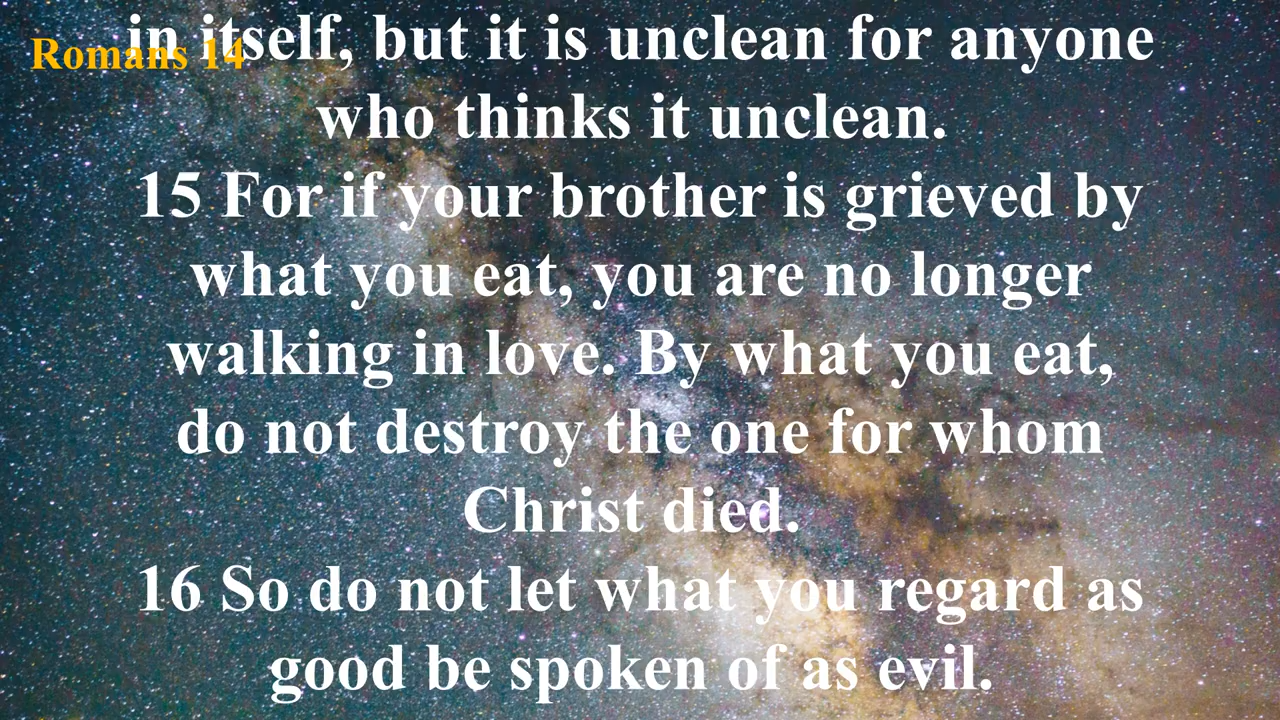 Romans 14
in itself, but it is unclean for anyone
who thinks it unclean.
15 For if your brother is grieved by
what you eat, you are no longer
walking in love. By what you eat,
do not destroy the one for whom
Christ died.
16 So do not let what you regard as
good be spoken of as evil.